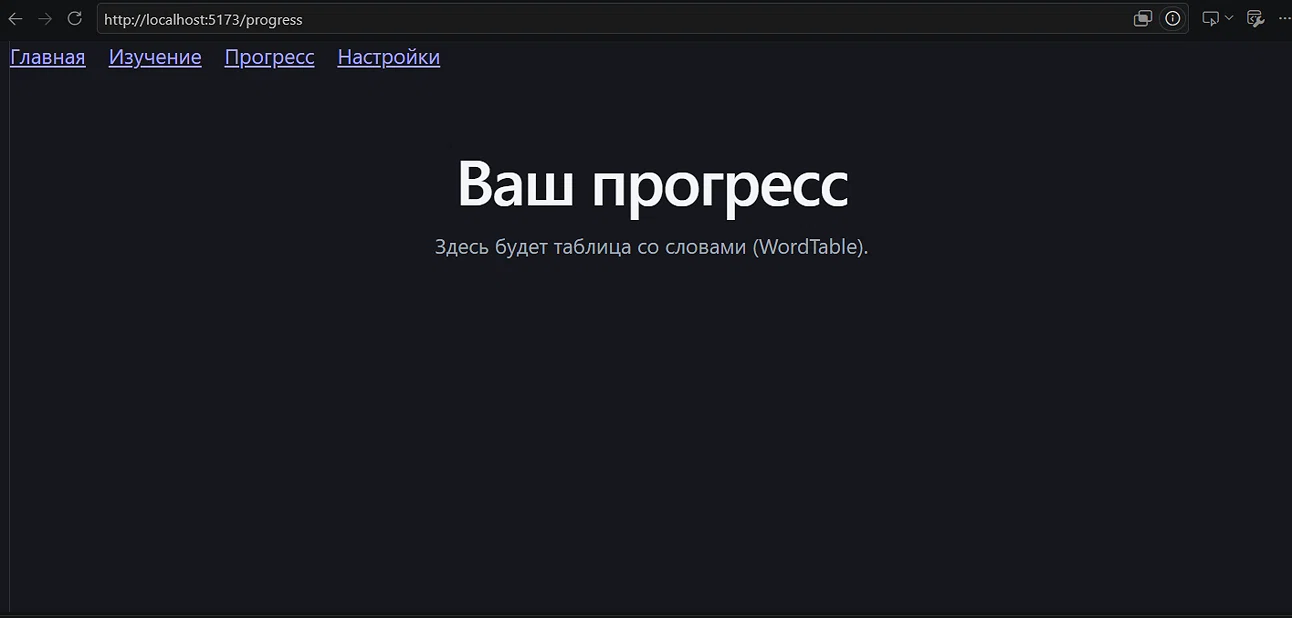 http://localhost:5173/progress
Главная Изучение Прогресс Настройки
Ваш прогресс
Здесь будет таблица со словами (WordTable).